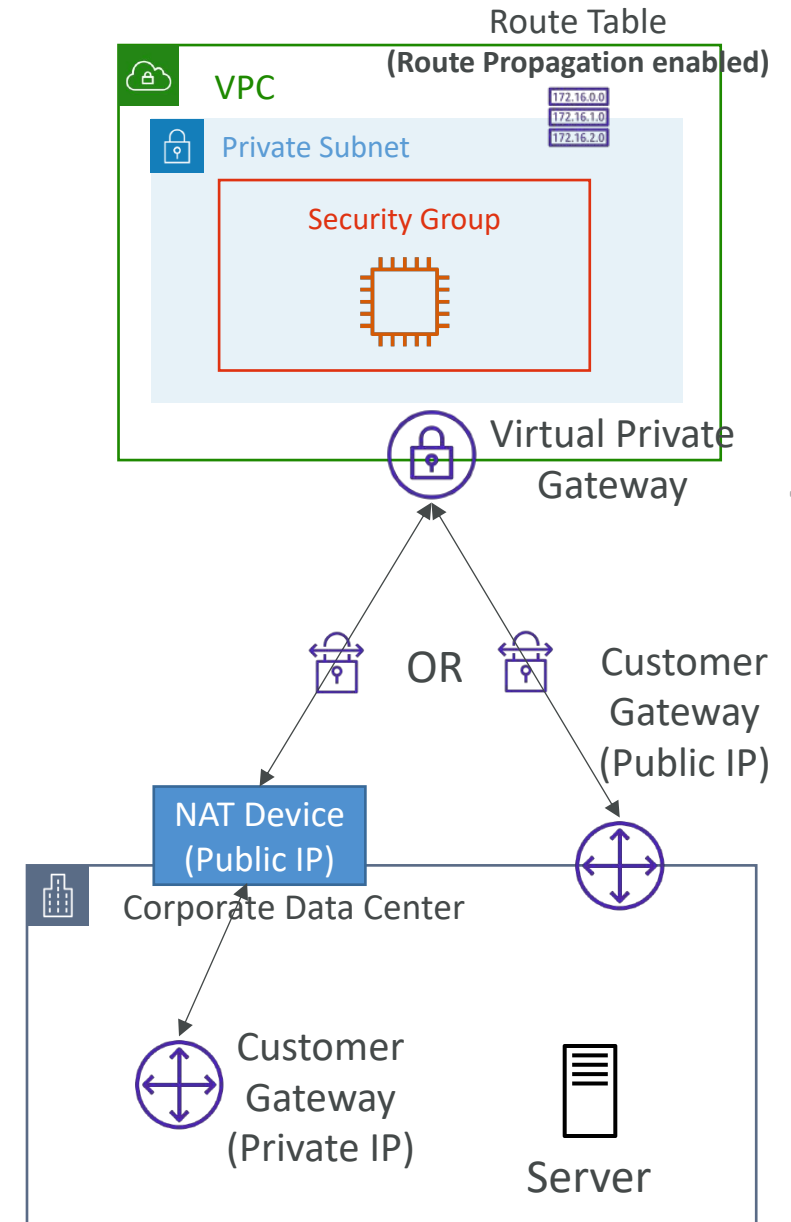 Route Table
(Route Propagation enabled)
VPC
172.16.0.0
172.16.1.0
172.16.2.0
Private Subnet
Security Group
Virtual Private
Gateway
OR
Customer
Gateway
(Public IP)
NAT Device
(Public IP)
Corporate Data Center
Customer
Gateway
(Private IP)
Server